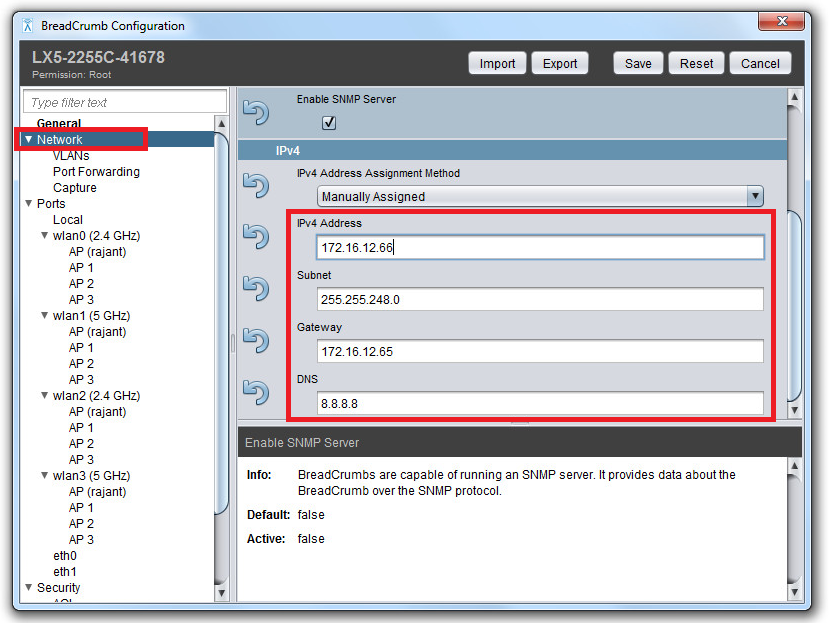 BreadCrumb Configuration
LX5-2255C-41678
Permission: Root
Import
Export
Save
Reset
Cancel
Type filter text
General
Network
VLANs
Port Forwarding
Capture
Ports
Local
wlan0 (2.4 GHz)
AP (rajant)
AP 1
AP 2
AP 3
wlan1 (5 GHz)
AP (rajant)
AP 1
AP 2
AP 3
wlan2 (2.4 GHz)
AP (rajant)
AP 1
AP 2
AP 3
wlan3 (5 GHz)
AP (rajant)
AP 1
AP 2
AP 3
eth0
eth1
Security
Enable SNMP Server
IPv4
IPv4 Address Assignment Method
Manually Assigned
IPv4 Address
172.16.12.66
Subnet
255.255.248.0
Gateway
172.16.12.65
DNS
8.8.8.8
Enable SNMP Server
Info: BreadCrumbs are capable of running an SNMP server. It provides data about the
BreadCrumb over the SNMP protocol.
Default: false
Active: false